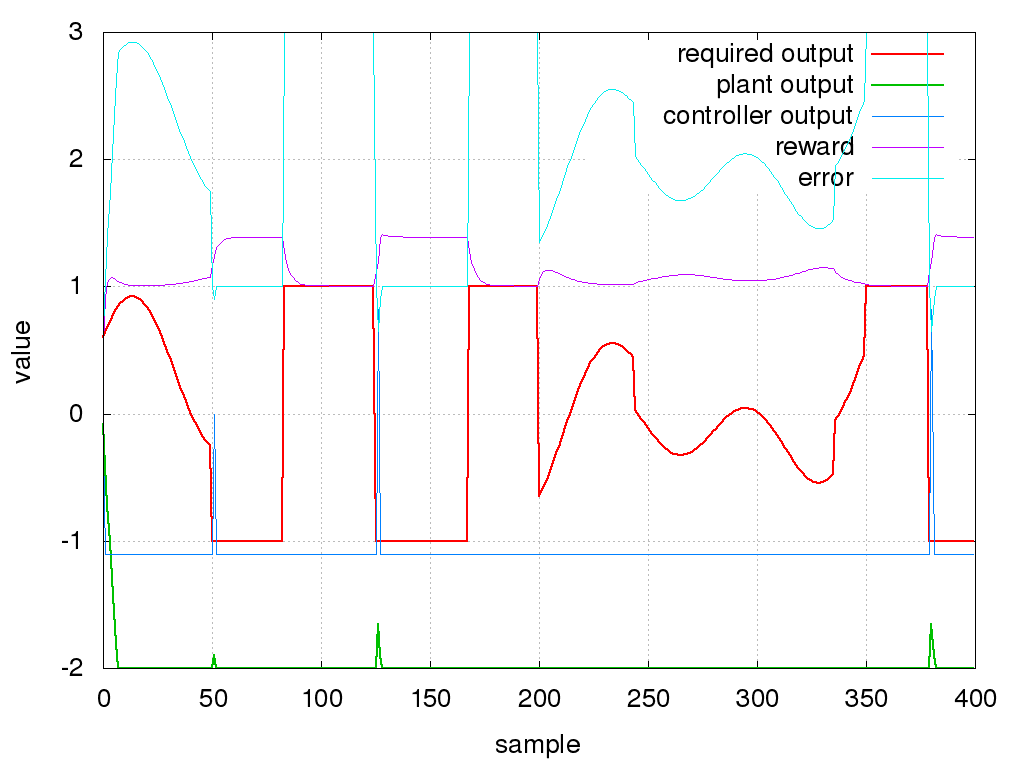 3
2
1
0
-1
-2
value
required output
plant output
controller output
reward
error
0 50 100 150 200 250 300 350 400
sample